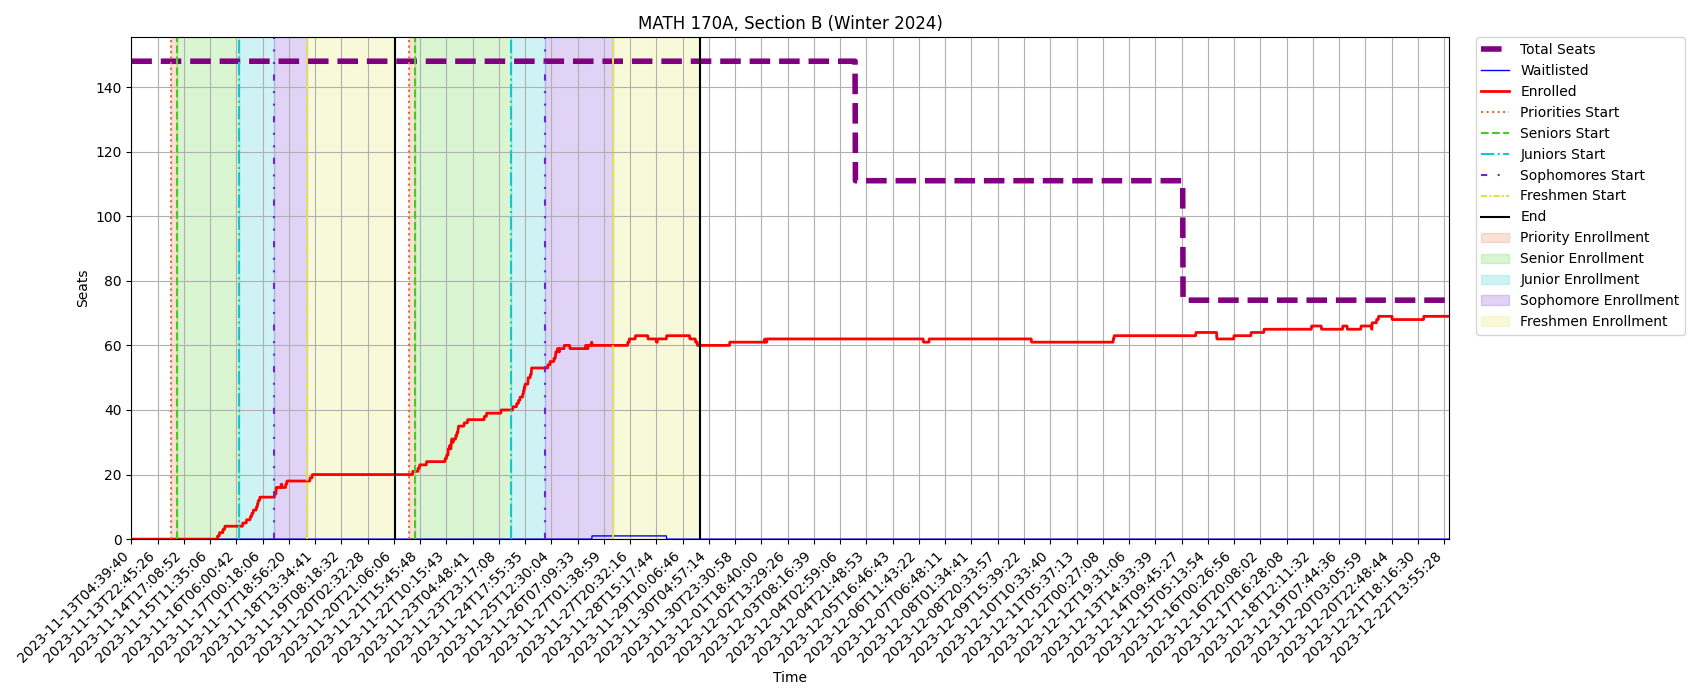 MATH 170A, Section B (Winter 2024)
Seats
140
120
100
80
60
40
20
0
2023-11-13T04:39:40
2023-11-13T22:45:26
2023-11-14T17:08:52
2023-11-15T11:35:06
2023-11-16T06:00:42
2023-11-17T00:18:06
2023-11-17T18:56:20
2023-11-18T13:34:41
2023-11-19T08:18:32
2023-11-20T02:32:28
2023-11-20T21:06:06
2023-11-21T15:45:48
2023-11-22T10:15:43
2023-11-23T04:48:41
2023-11-23T23:17:08
2023-11-24T17:55:35
2023-11-25T12:30:04
2023-11-26T07:09:33
2023-11-27T01:38:59
2023-11-27T20:32:16
2023-11-28T15:17:44
2023-11-29T10:06:46
2023-11-30T04:57:14
2023-11-30T23:30:58
2023-12-01T18:40:00
2023-12-02T13:29:26
2023-12-03T08:16:39
2023-12-04T02:59:06
2023-12-04T21:48:53
2023-12-05T16:46:43
2023-12-06T11:43:22
2023-12-07T06:48:11
2023-12-08T01:34:41
2023-12-08T20:33:57
2023-12-09T15:39:22
2023-12-10T10:33:40
2023-12-11T05:37:13
2023-12-12T00:27:08
2023-12-12T19:31:06
2023-12-13T14:33:39
2023-12-14T09:45:27
2023-12-15T05:13:54
2023-12-16T00:26:56
2023-12-16T20:08:02
2023-12-17T16:28:08
2023-12-18T12:11:32
2023-12-19T07:44:36
2023-12-20T03:05:59
2023-12-20T22:48:44
2023-12-21T18:16:30
2023-12-22T13:55:28
Time
Total Seats
Waitlisted
Enrolled
Priorities Start
Seniors Start
Juniors Start
Sophomores Start
Freshmen Start
End
Priority Enrollment
Senior Enrollment
Junior Enrollment
Sophomore Enrollment
Freshmen Enrollment